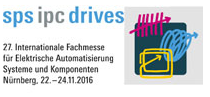 sps ipc drives
27. Internationale Fachmesse
für Elektrische Automatisierung
Systeme und Komponenten
Nürnberg, 22. – 24.11.2016